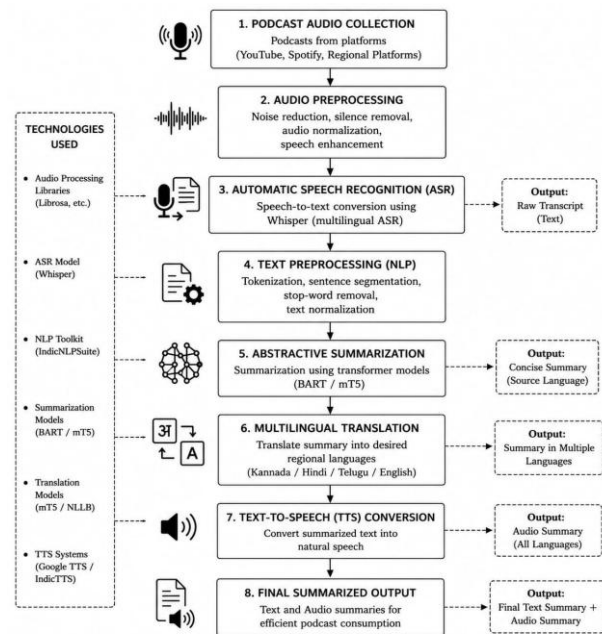 1. PODCAST AUDIO COLLECTION
Podcasts from platforms
(YouTube, Spotify, Regional Platforms)
2. AUDIO PREPROCESSING
Noise reduction, silence removal,
audio normalization,
speech enhancement
TECHNOLOGIES
USED
• Audio Processing
Libraries
(Librosa, etc.)
• ASR Model
(Whisper)
• NLP Toolkit
(IndicNLPSuite)
• Summarization
Models
(BART / mT5)
• Translation
Models
(mT5 / NLLB)
• TTS Systems
(Google TTS /
IndicTTS)
3. AUTOMATIC SPEECH RECOGNITION (ASR)
Speech-to-text conversion using
Whisper (multilingual ASR)
Output:
Raw Transcript
(Text)
4. TEXT PREPROCESSING (NLP)
Tokenization, sentence segmentation,
stop-word removal,
text normalization
5. ABSTRACTIVE SUMMARIZATION
Summarization using transformer models
(BART / mT5)
Output:
Concise Summary
(Source Language)
अ
A
6. MULTILINGUAL TRANSLATION
Translate summary into desired
regional languages
(Kannada / Hindi / Telugu / English)
Output:
Summary in Multiple
Languages
7. TEXT-TO-SPEECH (TTS) CONVERSION
Convert summarized text into
natural speech
Output:
Audio Summary
(All Languages)
8. FINAL SUMMARIZED OUTPUT
Text and Audio summaries for
efficient podcast consumption
Output:
Final Text Summary +
Audio Summary